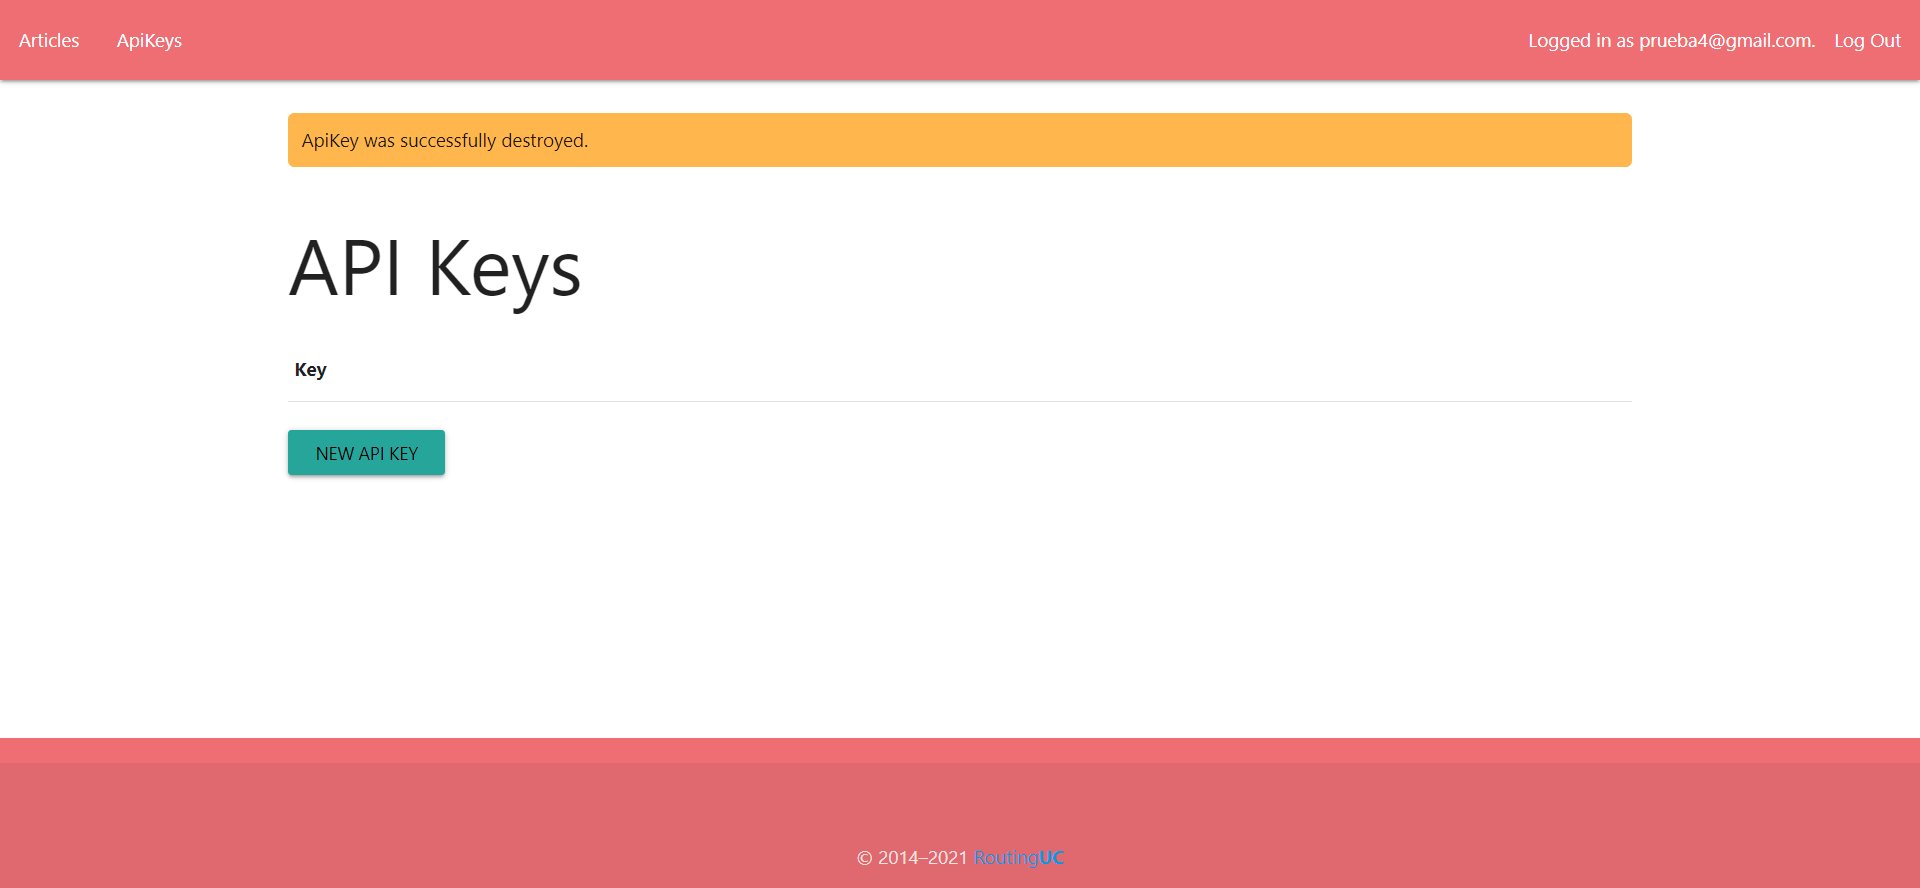 Articles ApiKeys Logged in as prueba4@gmail.com. Log Out
ApiKey was successfully destroyed.
API Keys
Key
NEW API KEY
© 2014–2021 RoutingUC